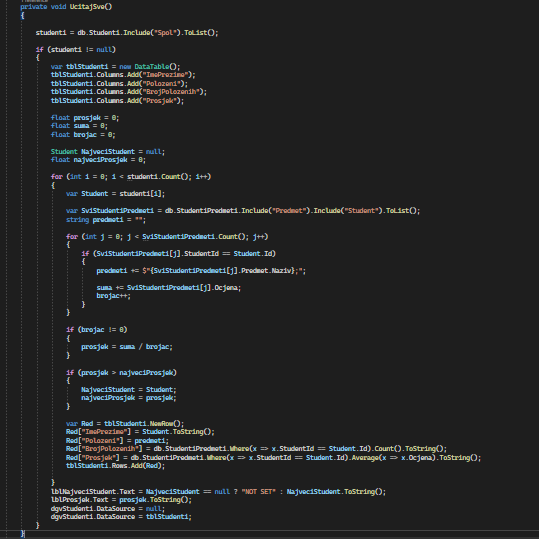 private void UcitajSve()
{
studenti = db.Studenti.Include("Spol").ToList();
if (studenti != null)
{
var tblStudenti = new DataTable();
tblStudenti.Columns.Add("ImePrezime");
tblStudenti.Columns.Add("Polozeni");
tblStudenti.Columns.Add("BrojPolozenih");
tblStudenti.Columns.Add("Prosjek");
float prosjek = 0;
float suma = 0;
float brojac = 0;
Student NajveciStudent = null;
float najveciProsjek = 0;
for (int i = 0; i < studenti.Count(); i++)
{
var Student = studenti[i];
var SviStudentiPredmeti = db.StudentiPredmeti.Include("Predmet").Include("Student").ToList();
string predmeti = "";
for (int j = 0; j < SviStudentiPredmeti.Count(); j++)
{
if (SviStudentiPredmeti[j].StudentId == Student.Id)
{
predmeti += $"{SviStudentiPredmeti[j].Predmet.Naziv};";
suma += SviStudentiPredmeti[j].Ocjena;
brojac++;
}
}
if (brojac != 0)
{
prosjek = suma / brojac;
}
if (prosjek > najveciProsjek)
{
NajveciStudent = Student;
najveciProsjek = prosjek;
}
var Red = tblStudenti.NewRow();
Red["ImePrezime"] = Student.ToString();
Red["Polozeni"] = predmeti;
Red["BrojPolozenih"] = db.StudentiPredmeti.Where(x => x.StudentId == Student.Id).Count().ToString();
Red["Prosjek"] = db.StudentiPredmeti.Where(x => x.StudentId == Student.Id).Average(x => x.Ocjena).ToString();
tblStudenti.Rows.Add(Red);
}
lblNajveciStudent.Text = NajveciStudent == null ? "NOT SET" : NajveciStudent.ToString();
lblProsjek.Text = prosjek.ToString();
dgvStudenti.DataSource = null;
dgvStudenti.DataSource = tblStudenti;
}
}